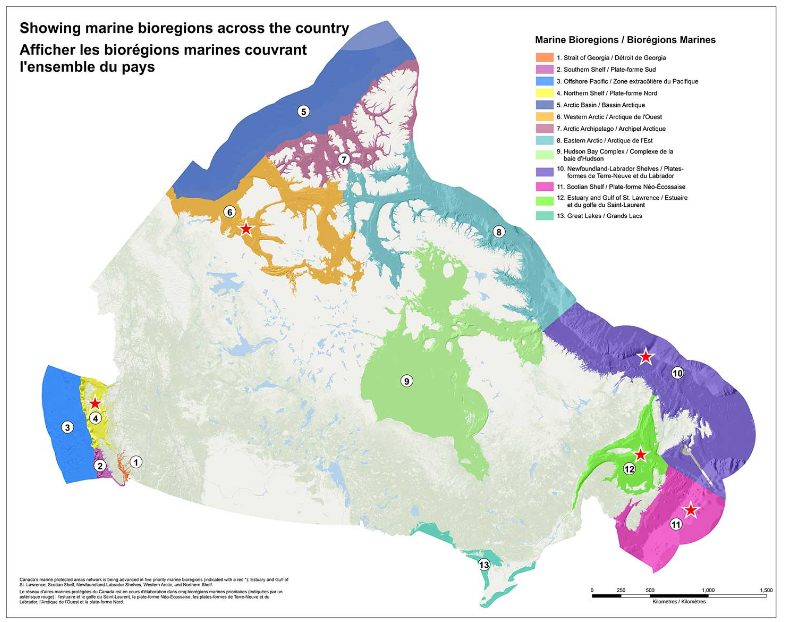 Showing marine bioregions across the country
Afficher les biorégions marines couvrant
l'ensemble du pays
Marine Bioregions / Biorégions Marines
1. Strait of Georgia / Détroit de Georgia
2. Southern Shelf / Plate-forme Sud
3. Offshore Pacific / Zone extracôtière du Pacifique
4. Northern Shelf / Plate-forme Nord
5. Arctic Basin / Bassin Arctique
6. Western Arctic / Arctique de l'Ouest
7. Arctic Archipelago / Archipel Arctique
8. Eastern Arctic / Arctique de l'Est
9. Hudson Bay Complex / Complexe de la
baie d'Hudson
10. Newfoundland-Labrador Shelves / Plates-
formes de Terre-Neuve et du Labrador
11. Scotian Shelf / Plate-forme Néo-Écossaise
12. Estuary and Gulf of St. Lawrence / Estuaire
et du golfe du Saint-Laurent
13. Great Lakes / Grands Lacs
5
7
6
8
9
10
3
4
2
1
12
11
13
Canada's marine protected areas network is being advanced in five priority marine bioregions (indicated with a red *): Estuary and Gulf of
St. Lawrence, Scotian Shelf, Newfoundland-Labrador Shelves, Western Arctic, and Northern Shelf.
Le réseau d'aires marines protégées du Canada est en cours d'élaboration dans cinq biorégions marines prioritaires (indiquées par un
astérisque rouge) : l'estuaire et le golfe du Saint-Laurent, la plate-forme Néo-Écossaise, les plates-formes de Terre-Neuve et du
Labrador, l'Arctique de l'Ouest et la plate-forme Nord.
0 250 500 1,000 1,500
Kilometres / Kilomètres